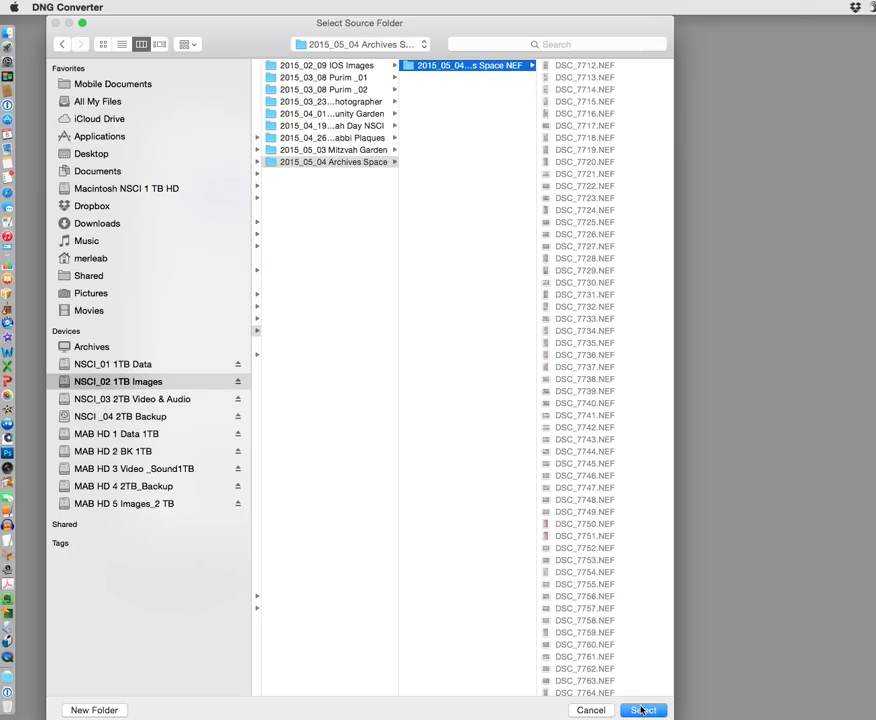 DNG Converter
Select Source Folder
2015_05_04 Archives S...
Search
Favorites
Mobile Documents
All My Files
iCloud Drive
Applications
Desktop
Documents
Macintosh NSCI 1 TB HD
Dropbox
Downloads
Music
merleab
Shared
Pictures
Movies
Devices
Archives
NSCI_01 1TB Data
NSCI_02 1TB Images
NSCI_03 2TB Video & Audio
NSCI _04 2TB Backup
MAB HD 1 Data 1TB
MAB HD 2 BK 1TB
MAB HD 3 Video _Sound1TB
MAB HD 4 2TB_Backup
MAB HD 5 Images_2 TB
Shared
Tags
2015_02_09 IOS Images
2015_03_08 Purim _01
2015_03_08 Purim _02
2015_03_23...hotographer
2015_04_01...unity Garden
2015_04_19...ah Day NSCI
2015_04_26...abbi Plaques
2015_05_03 Mitzvah Garden
2015_05_04 Archives Space
2015_05_04...s Space NEF
DSC_7712.NEF
DSC_7713.NEF
DSC_7714.NEF
DSC_7715.NEF
DSC_7716.NEF
DSC_7717.NEF
DSC_7718.NEF
DSC_7719.NEF
DSC_7720.NEF
DSC_7721.NEF
DSC_7722.NEF
DSC_7723.NEF
DSC_7724.NEF
DSC_7725.NEF
DSC_7726.NEF
DSC_7727.NEF
DSC_7728.NEF
DSC_7729.NEF
DSC_7730.NEF
DSC_7731.NEF
DSC_7732.NEF
DSC_7733.NEF
DSC_7734.NEF
DSC_7735.NEF
DSC_7736.NEF
DSC_7737.NEF
DSC_7738.NEF
DSC_7739.NEF
DSC_7740.NEF
DSC_7741.NEF
DSC_7742.NEF
DSC_7743.NEF
DSC_7744.NEF
DSC_7745.NEF
DSC_7746.NEF
DSC_7747.NEF
DSC_7748.NEF
DSC_7749.NEF
DSC_7750.NEF
DSC_7751.NEF
DSC_7752.NEF
DSC_7753.NEF
DSC_7754.NEF
DSC_7755.NEF
DSC_7756.NEF
DSC_7757.NEF
DSC_7758.NEF
DSC_7759.NEF
DSC_7760.NEF
DSC_7761.NEF
DSC_7762.NEF
DSC_7763.NEF
DSC_7764.NEF
New Folder
Cancel
Select